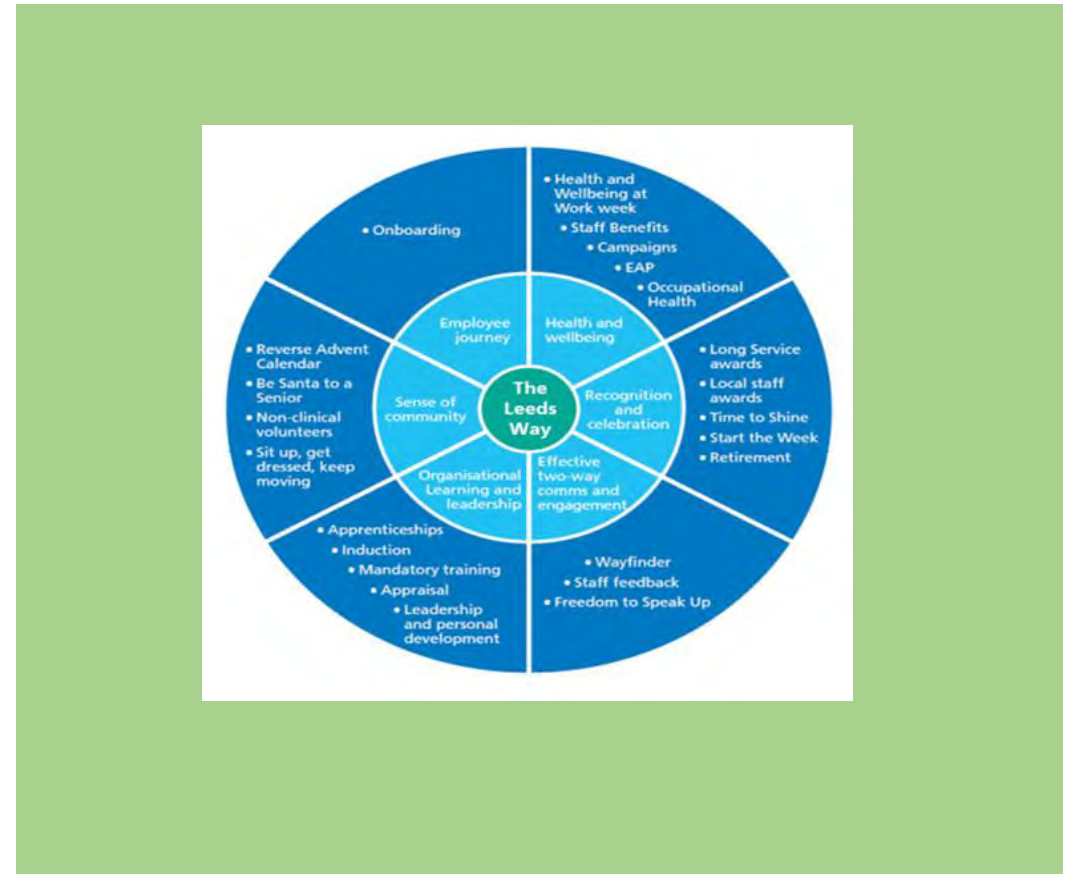 • Onboarding
• Health and
Wellbeing at
Work week
• Staff Benefits
• Campaigns
• EAP
• Occupational
Health
Employee
journey
Health and
wellbeing
• Reverse Advent
Calendar
• Be Santa to a
Senior
• Non-clinical
volunteers
• Sit up, get
dressed, keep
moving
Sense of
community
The
Leeds
Way
Recognition
and
celebration
• Long Service
awards
• Local staff
awards
• Time to Shine
• Start the Week
• Retirement
Organisational
Learning and
leadership
Effective
two-way
comms and
engagement
• Apprenticeships
• Induction
• Mandatory training
• Appraisal
• Leadership
and personal
development
• Wayfinder
• Staff feedback
• Freedom to Speak Up